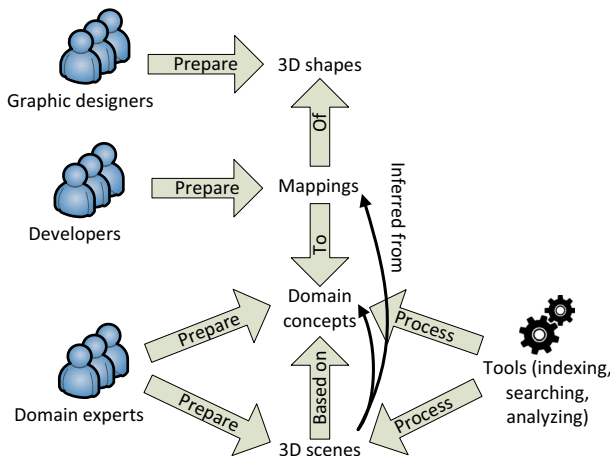 Prepare
3D shapes
Graphic designers
Of
Prepare
Mappings
Developers
Inferred from
To
Domain
concepts
Prepare
Process
Tools (indexing,
searching,
analyzing)
Domain experts
Prepare
Based on
Process
3D scenes